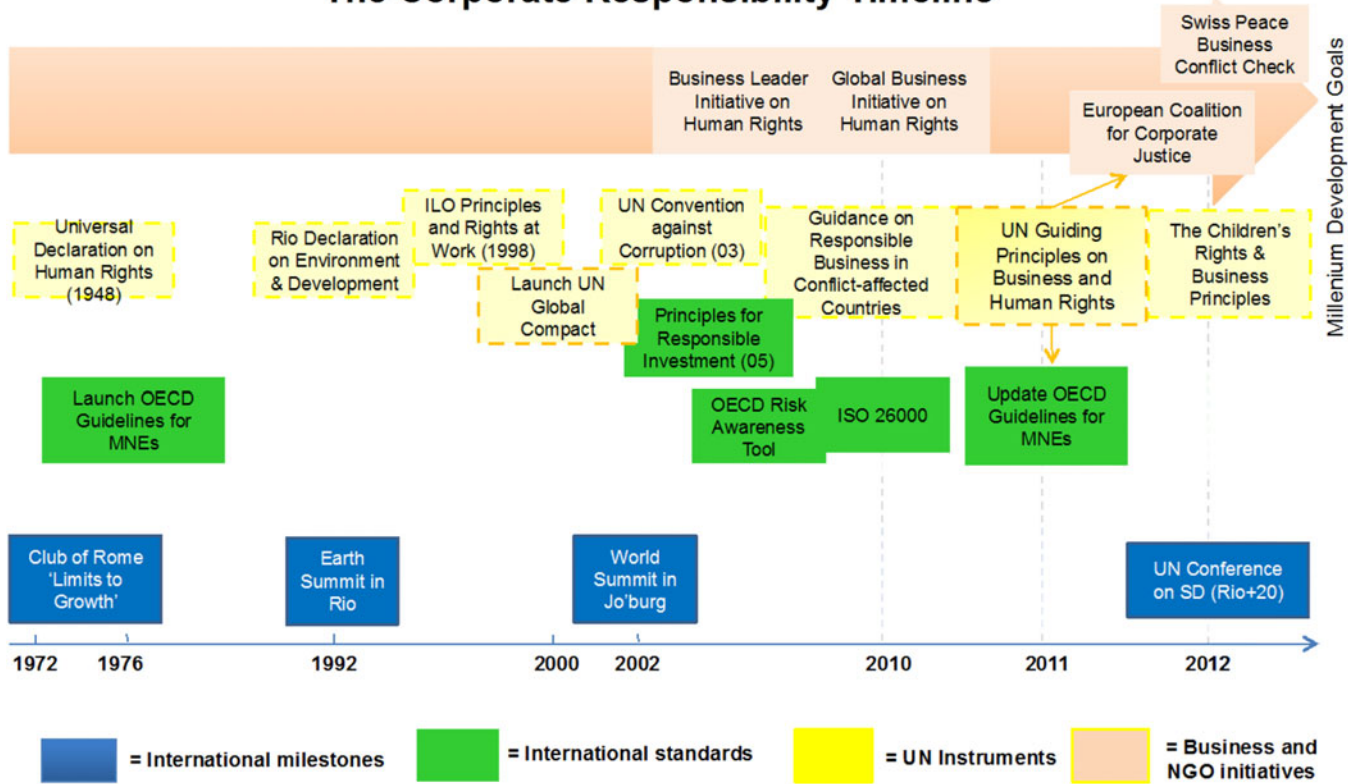 The Corporate Responsibility Timeline
Swiss Peace
Business
Conflict Check
Business Leader
Initiative on
Human Rights
Global Business
Initiative on
Human Rights
European Coalition
for Corporate
Justice
Millenium Development Goals
Universal
Declaration on
Human Rights
(1948)
Rio Declaration
on Environment
& Development
ILO Principles
and Rights at
Work (1998)
Launch UN
Global
Compact
UN Convention
against
Corruption (03)
Guidance on
Responsible
Business in
Conflict-affected
Countries
UN Guiding
Principles on
Business and
Human Rights
The Children's
Rights &
Business
Principles
Principles for
Responsible
Investment (05)
Launch OECD
Guidelines for
MNEs
OECD Risk
Awareness
Tool
ISO 26000
Update OECD
Guidelines for
MNEs
Club of Rome
‘Limits to
Growth’
Earth
Summit in
Rio
World
Summit in
Jo’burg
UN Conference
on SD (Rio+20)
1972 1976 1992 2000 2002 2010 2011 2012
= International milestones
= International standards
= UN Instruments
= Business and
NGO initiatives